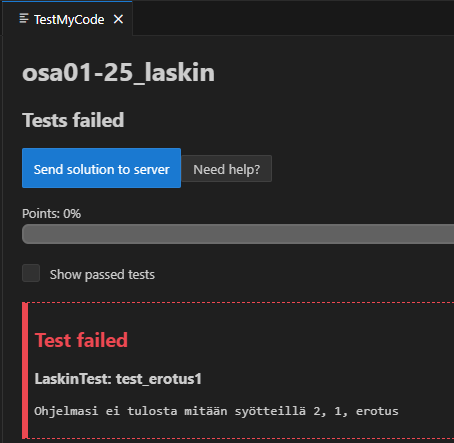 TestMyCode
osa01-25_laskin
Tests failed
Send solution to server
Need help?
Points: 0%
Show passed tests
Test failed
LaskinTest: test_erotus1
Ohjelmasi ei tulosta mitään syötteillä 2, 1, erotus